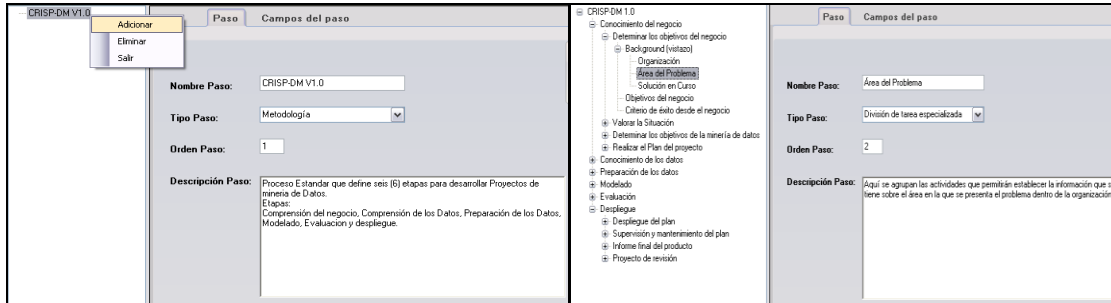 CRISP-DM V1.0
Adicionar
Eliminar
Salir
Paso
Campos del paso
Nombre Paso:
CRISP-DM V1.0
Tipo Paso:
Metodología
Orden Paso:
1
Descripción Paso:
Proceso Estandar que define seis (6) etapas para desarrollar Proyectos de
mineria de Datos.
Etapas:
Comprensión del negocio, Comprensión de los Datos, Preparación de los Datos,
Modelado, Evaluacion y despliegue.
CRISP-DM 1.0
Conocimiento del negocio
Determinar los objetivos del negocio
Background (vistazo)
Organización
Área del Problema
Solución en Curso
Objetivos del negocio
Criterio de éxito desde el negocio
Valorar la Situación
Determinar los objetivos de la minería de datos
Realizar el Plan del proyecto
Conocimiento de los datos
Preparación de los datos
Modelado
Evaluación
Despliegue
Despliegue del plan
Supervisión y mantenimiento del plan
Informe final del producto
Proyecto de revisión
Paso
Campos del paso
Nombre Paso:
Área del Problema
Tipo Paso:
División de tarea especializada
Orden Paso:
2
Descripción Paso:
Aquí se agrupan las actividades que permitirán establecer la información que s
tiene sobre el área en la que se presenta el problema dentro de la organización